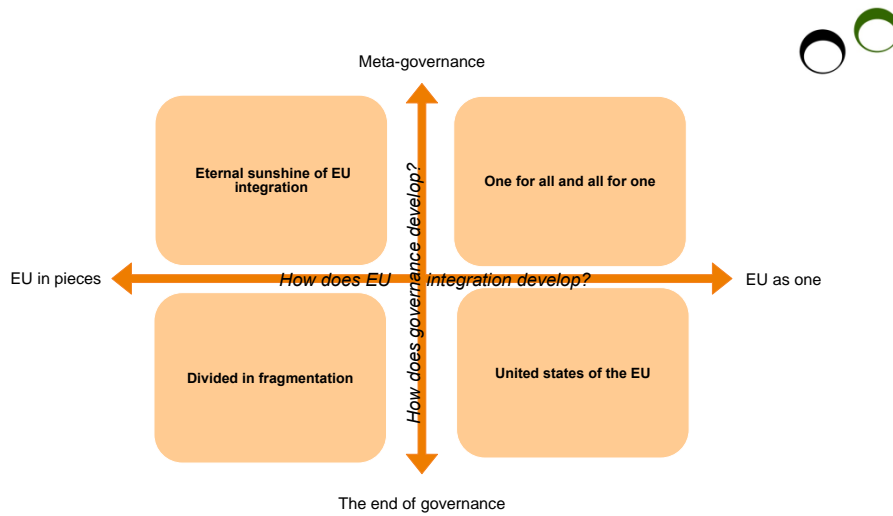 Meta-governance
Eternal sunshine of EU
integration
One for all and all for one
How does governance develop?
EU in pieces
How does EU integration develop?
EU as one
Divided in fragmentation
United states of the EU
The end of governance